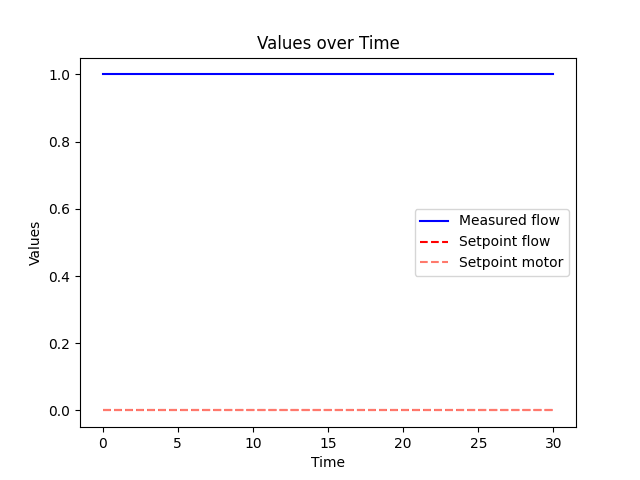 Values over Time
1.0
0.8
0.6
0.4
0.2
0.0
Values
Measured flow
Setpoint flow
Setpoint motor
0 5 10 15 20 25 30
Time